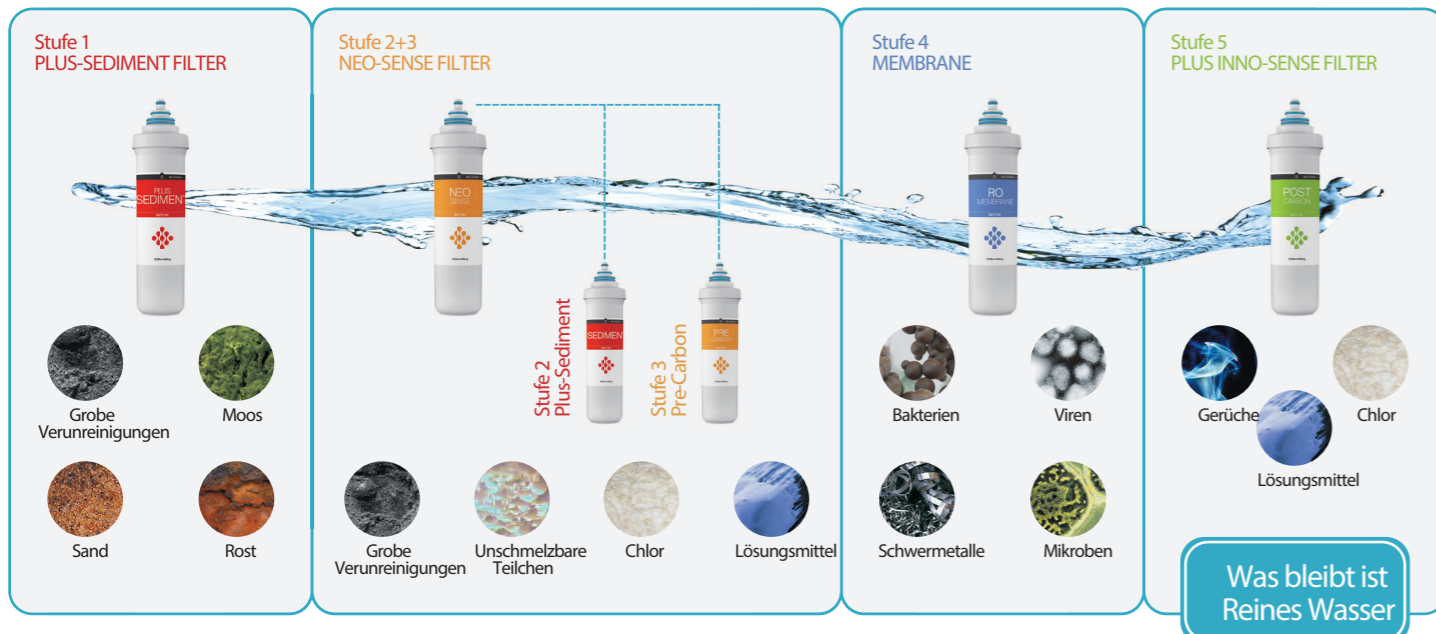 Stufe 1
PLUS-SEDIMENT FILTER
PLUS
SEDIMEN
Grobe
Verunreinigungen
Moos
Sand
Rost
Stufe 2+3
NEO-SENSE FILTER
NEO
SENSE
Stufe 2
Plus-Sediment
SEDIMENT
Stufe 3
Pre-Carbon
PRE
CARBON
Grobe
Verunreinigungen
Unschmelzbare
Teilchen
Chlor
Lösungsmittel
Stufe 4
MEMBRANE
RO
MEMBRANE
Bakterien
Viren
Schwermetalle
Mikroben
Stufe 5
PLUS INNO-SENSE FILTER
POST
CARBON
Gerüche
Chlor
Lösungsmittel
Was bleibt ist
Reines Wasser